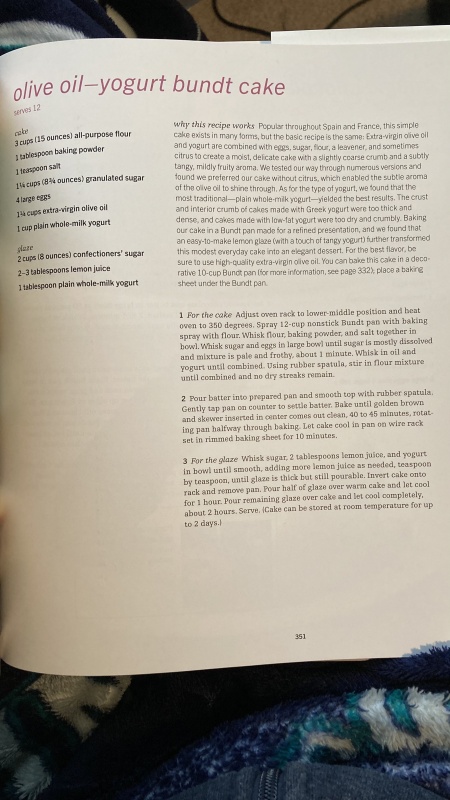 olive oil—yogurt bundt cake
serves 12
cake
3 cups (15 ounces) all-purpose flour
1 tablespoon baking powder
1 teaspoon salt
1¼ cups (8¾ ounces) granulated sugar
4 large eggs
1¼ cups extra-virgin olive oil
1 cup plain whole-milk yogurt
glaze
2 cups (8 ounces) confectioners' sugar
2–3 tablespoons lemon juice
1 tablespoon plain whole-milk yogurt
why this recipe works Popular throughout Spain and France, this simple
cake exists in many forms, but the basic recipe is the same: Extra-virgin olive oil
and yogurt are combined with eggs, sugar, flour, a leavener, and sometimes
citrus to create a moist, delicate cake with a slightly coarse crumb and a subtly
tangy, mildly fruity aroma. We tested our way through numerous versions and
found we preferred our cake without citrus, which enabled the subtle aroma
of the olive oil to shine through. As for the type of yogurt, we found that the
most traditional—plain whole-milk yogurt—yielded the best results. The crust
and interior crumb of cakes made with Greek yogurt were too thick and
dense, and cakes made with low-fat yogurt were too dry and crumbly. Baking
our cake in a Bundt pan made for a refined presentation, and we found that
an easy-to-make lemon glaze (with a touch of tangy yogurt) further transformed
this modest everyday cake into an elegant dessert. For the best flavor, be
sure to use high-quality extra-virgin olive oil. You can bake this cake in a deco-
rative 10-cup Bundt pan (for more information, see page 332); place a baking
sheet under the Bundt pan.
1 For the cake Adjust oven rack to lower-middle position and heat
oven to 350 degrees. Spray 12-cup nonstick Bundt pan with baking
spray with flour. Whisk flour, baking powder, and salt together in
bowl. Whisk sugar and eggs in large bowl until sugar is mostly dissolved
and mixture is pale and frothy, about 1 minute. Whisk in oil and
yogurt until combined. Using rubber spatula, stir in flour mixture
until combined and no dry streaks remain.
2 Pour batter into prepared pan and smooth top with rubber spatula.
Gently tap pan on counter to settle batter. Bake until golden brown
and skewer inserted in center comes out clean, 40 to 45 minutes, rotat-
ing pan halfway through baking. Let cake cool in pan on wire rack
set in rimmed baking sheet for 10 minutes.
3 For the glaze Whisk sugar, 2 tablespoons lemon juice, and yogurt
in bowl until smooth, adding more lemon juice as needed, teaspoon
by teaspoon, until glaze is thick but still pourable. Invert cake onto
rack and remove pan. Pour half of glaze over warm cake and let cool
for 1 hour. Pour remaining glaze over cake and let cool completely,
about 2 hours. Serve. (Cake can be stored at room temperature for up
to 2 days.)
351